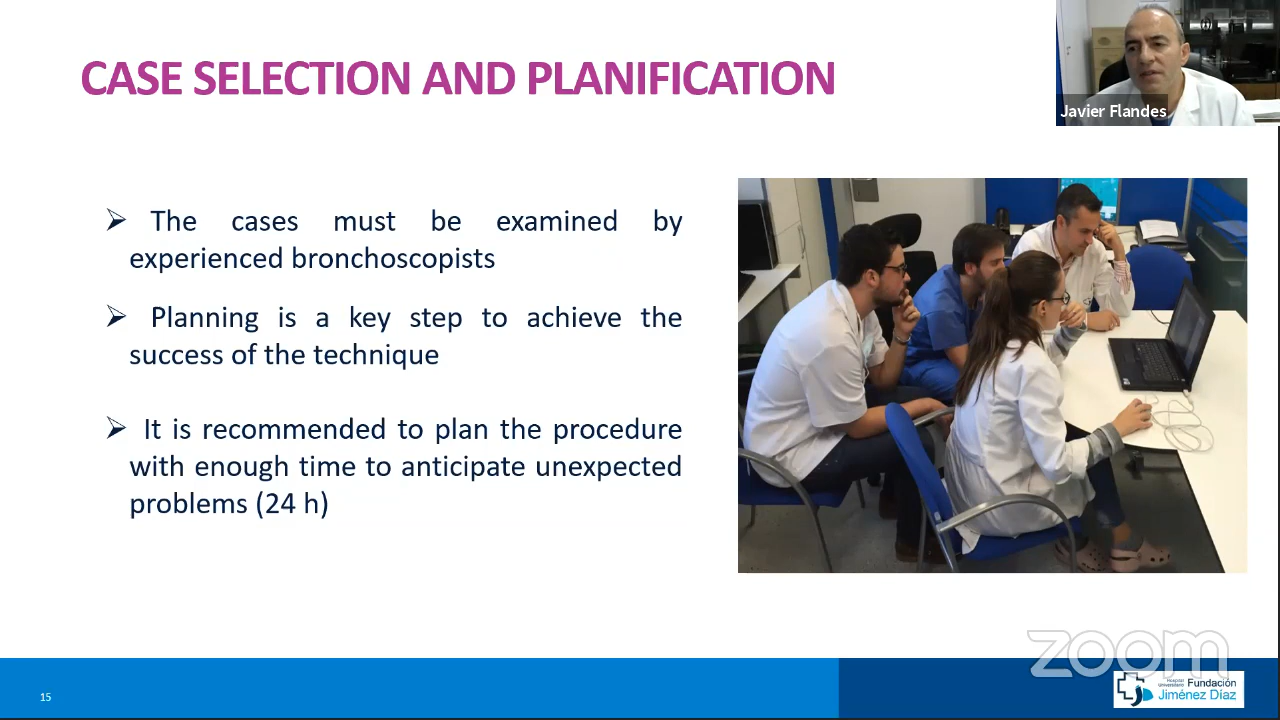 CASE SELECTION AND PLANIFICATION
Javier Flandes
➢ The cases must be examined by
experienced bronchoscopists
➢ Planning is a key step to achieve the
success of the technique
➢ It is recommended to plan the procedure
with enough time to anticipate unexpected
problems (24 h)
zoom
15
Hospital
Universitario
Fundación
Jiménez Díaz